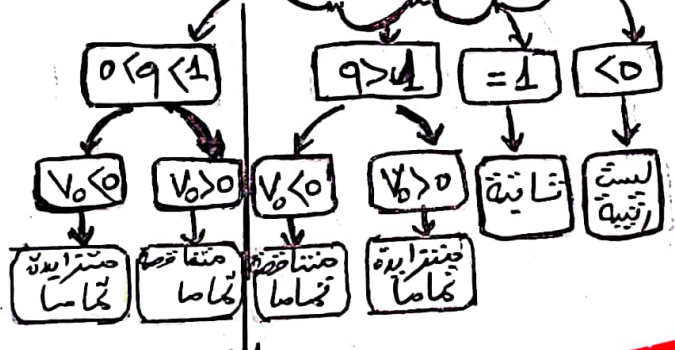 0<q<1
q>1
=1
<0
V₀<0
V₀>0
V₀<0
V₀>0
ثابتة
ليست
رتيبة
متزايدة
تماما
متناقصة
تماما
متناقصة
تماما
متزايدة
تماما